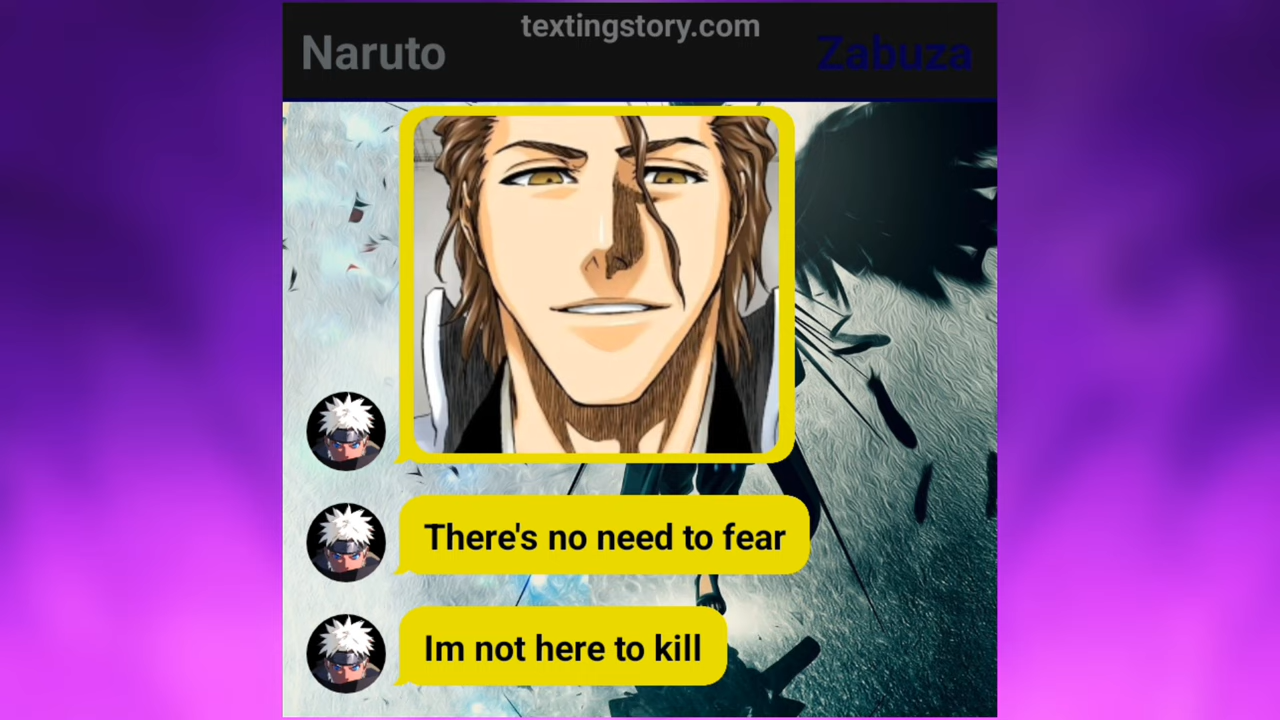 textingstory.com
Naruto
Zabuza
There's no need to fear
Im not here to kill